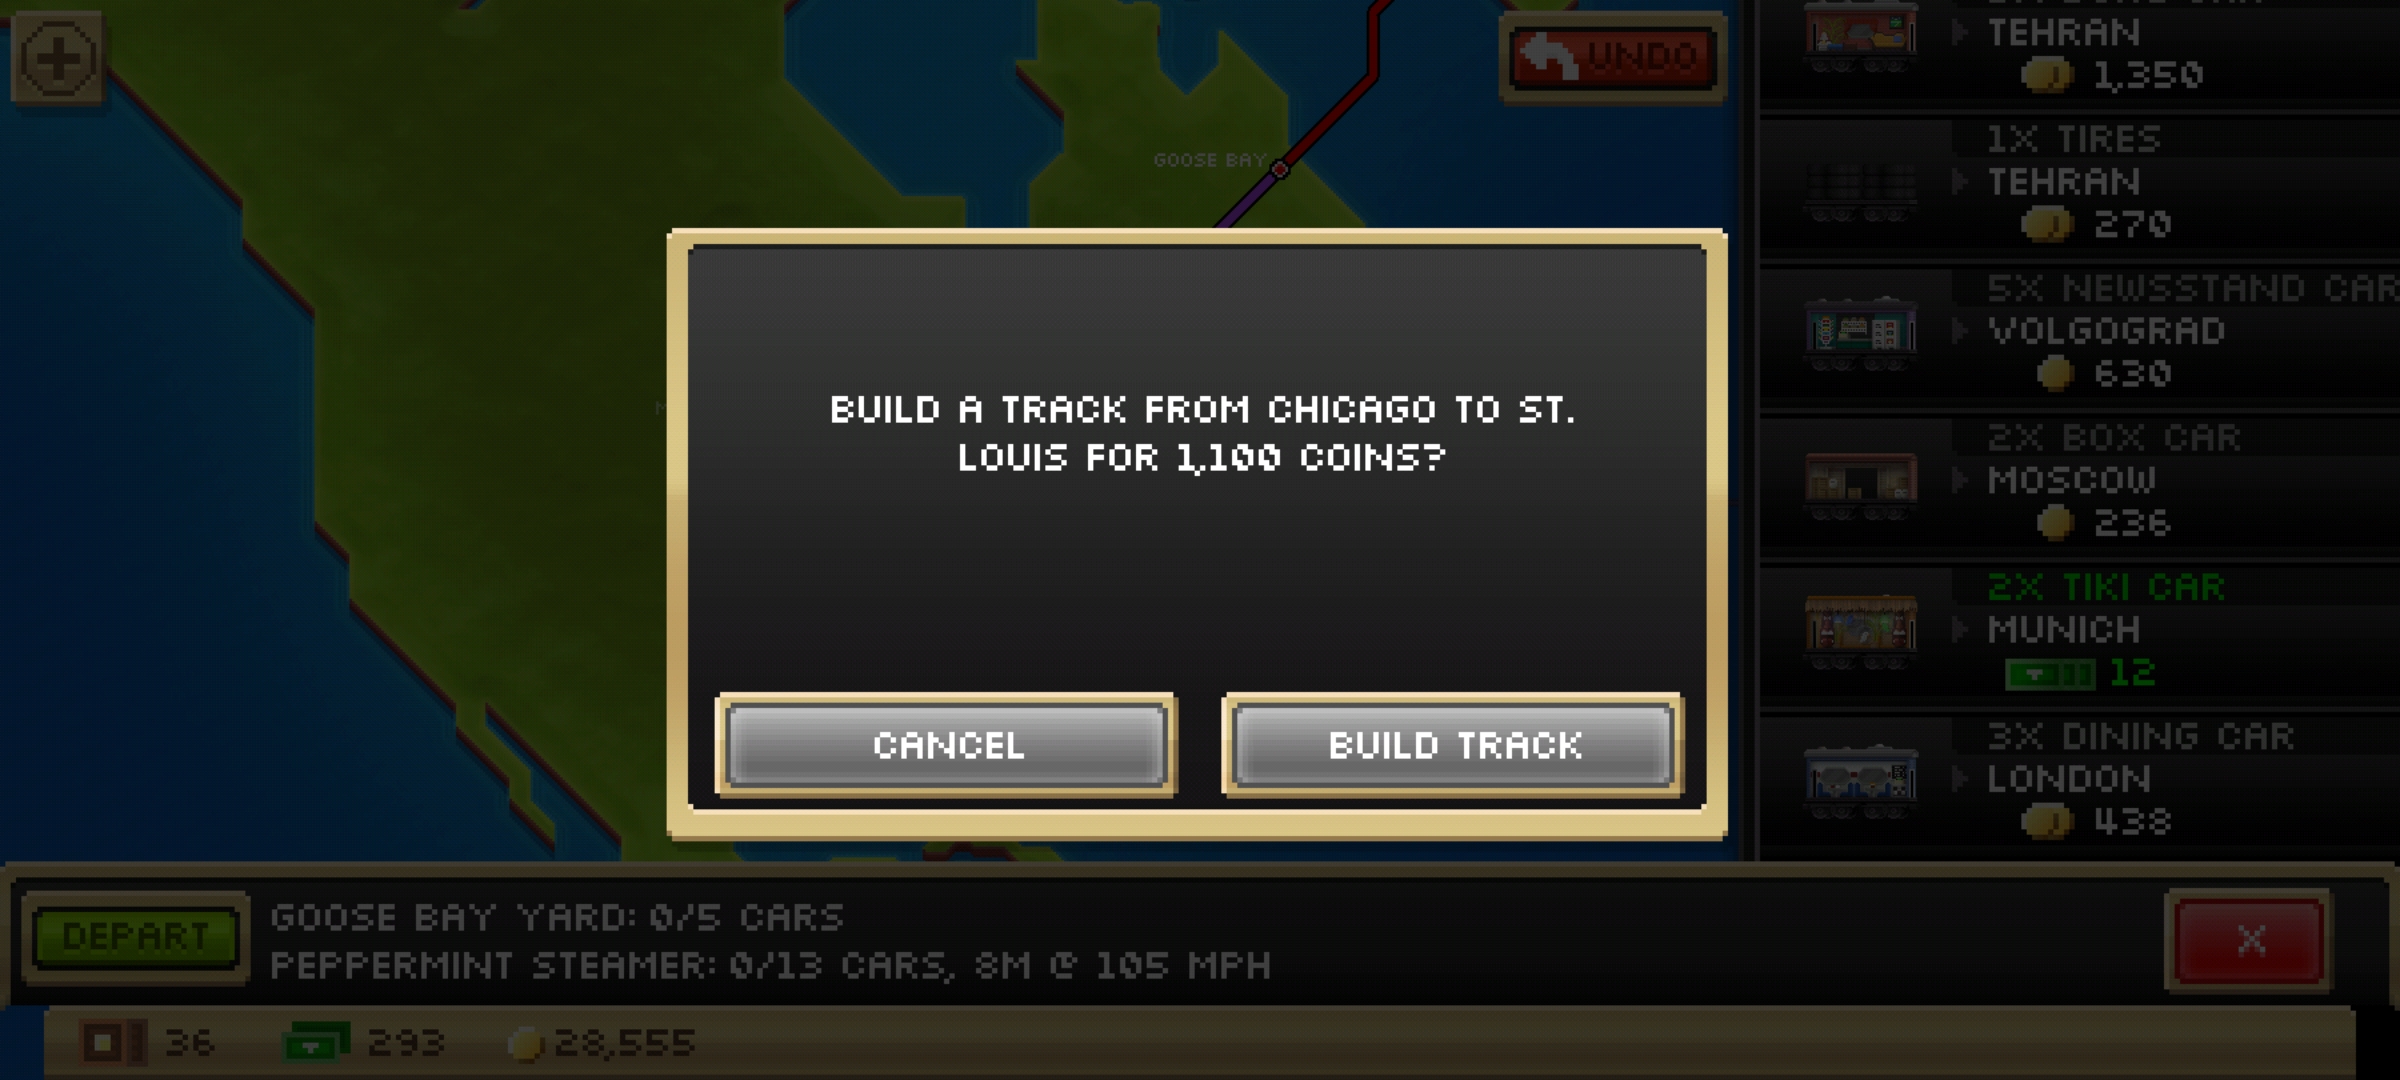 UNDO
GOOSE BAY
TEHRAN
1,350
1X TIRES
TEHRAN
270
5X NEWSSTAND CAR
VOLGOGRAD
630
2X BOX CAR
MOSCOW
236
2X TIKI CAR
MUNICH
12
3X DINING CAR
LONDON
438
BUILD A TRACK FROM CHICAGO TO ST.
LOUIS FOR 1,100 COINS?
CANCEL
BUILD TRACK
DEPART
GOOSE BAY YARD: 0/5 CARS
PEPPERMINT STEAMER: 0/13 CARS, 8M @ 105 MPH
X
36
293
28,555